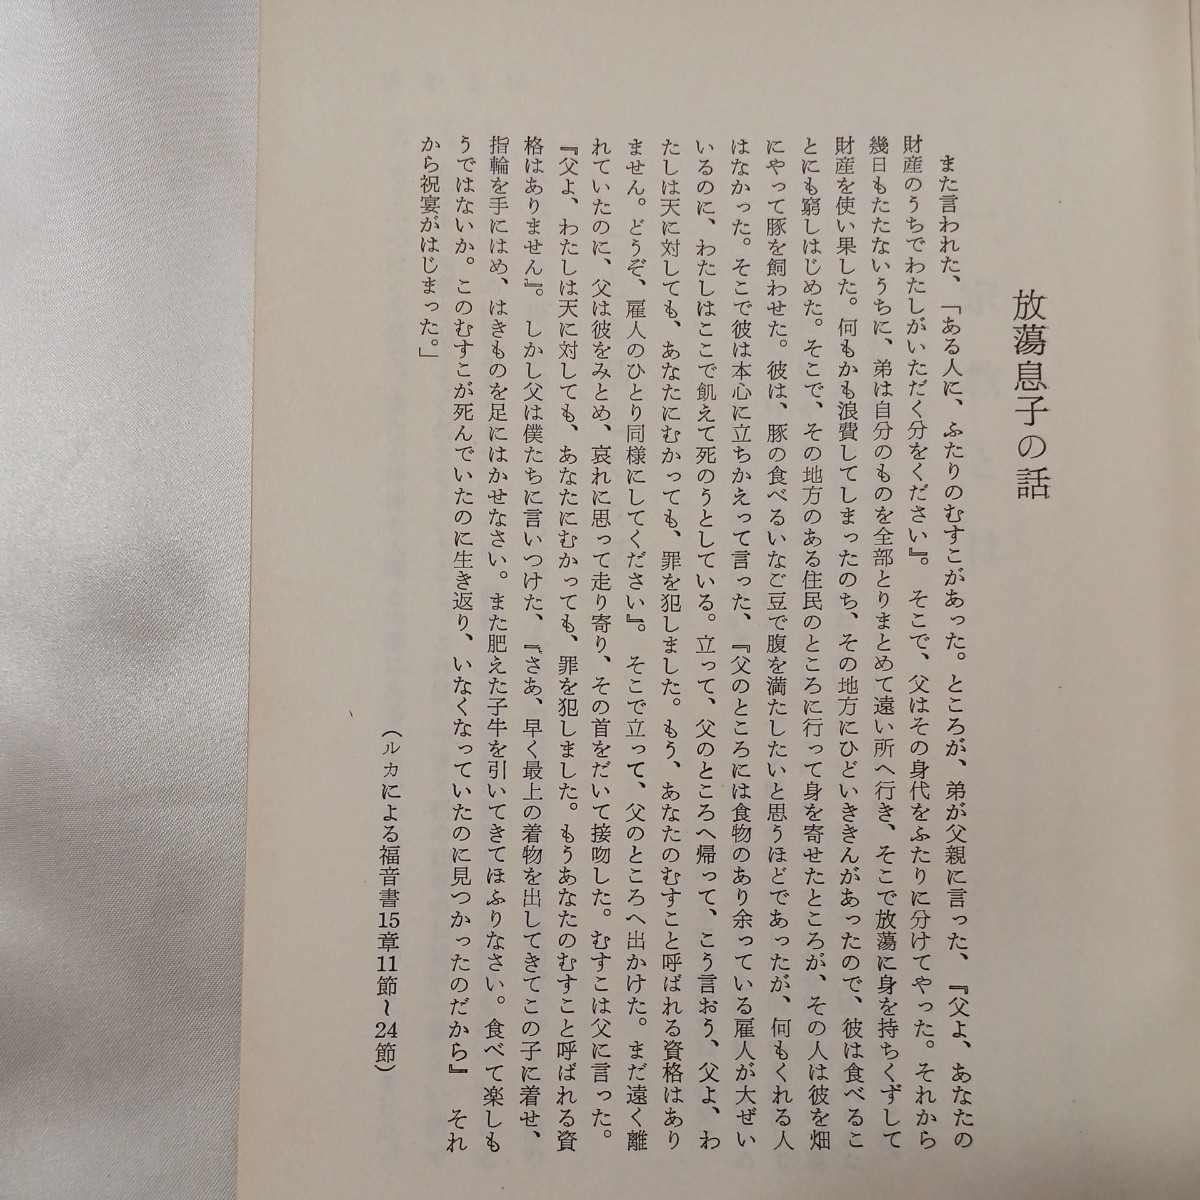 放蕩息子の話
また言われた、「ある人に、ふたりのむすこがあった。ところが、弟が父親に言った、『父よ、あなたの
財産のうちでわたしがいただく分をください』。そこで、父はその身代をふたりに分けてやった。それから
幾日もたたないうちに、弟は自分のものを全部とりまとめて遠い所へ行き、そこで放蕩に身を持ちくずして
財産を使い果した。何もかも浪費してしまったのち、その地方にひどいききんがあったので、彼は食べるこ
とにも窮しはじめた。そこで、その地方のある住民のところに行って身を寄せたところが、その人は彼を畑
にやって豚を飼わせた。彼は、豚の食べるいなご豆で腹を満たしたいと思うほどであったが、何もくれる人
はなかった。そこで彼は本心に立ちかえって言った、『父のところには食物のあり余っている雇人が大ぜい
いるのに、わたしはここで飢えて死のうとしている。立って、父のところへ帰って、こう言おう、父よ、わ
たしは天に対しても、あなたにむかっても、罪を犯しました。もう、あなたのむすこと呼ばれる資格はあり
ません。どうぞ、雇人のひとり同様にしてください』。そこで立って、父のところへ出かけた。まだ遠く離
れていたのに、父は彼をみとめ、哀れに思って走り寄り、その首をだいて接吻した。むすこは父に言った。
『父よ、わたしは天に対しても、あなたにむかっても、罪を犯しました。もうあなたのむすこと呼ばれる資
格はありません』。しかし父は僕たちに言いつけた、『さあ、早く最上の着物を出してきてこの子に着せ、
指輪を手にはめ、はきものを足にはかせなさい。また肥えた子牛を引いてきてほふりなさい。食べて楽しも
うではないか。このむすこが死んでいたのに生き返り、いなくなっていたのに見つかったのだから』 それ
から祝宴がはじまった。」
(ルカによる福音書15章11節〜24節)